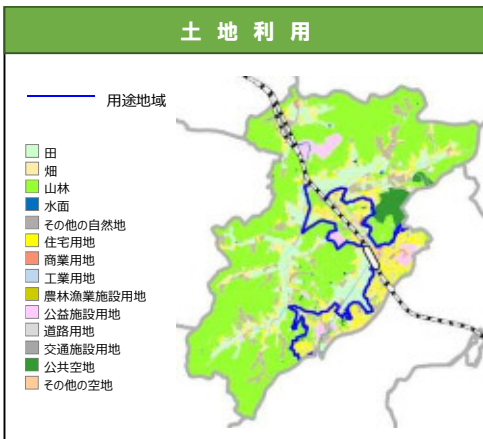 土地利用
用途地域
田
畑
山林
水面
その他の自然地
住宅用地
商業用地
工業用地
農林漁業施設用地
公益施設用地
道路用地
交通施設用地
公共空地
その他の空地